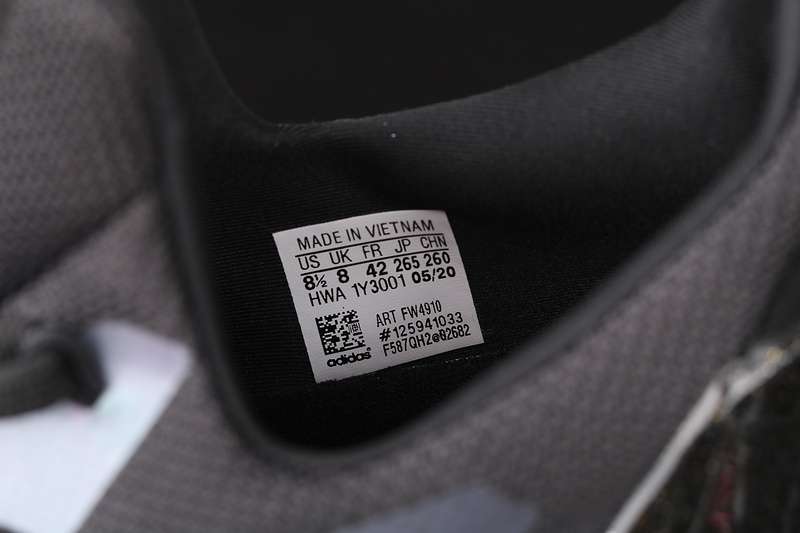 MADE IN VIETNAM
US UK FR JP CHN
8½ 8 42 265 260
HWA 1Y3001 05/20
ART FW4910
#125941033
adidas